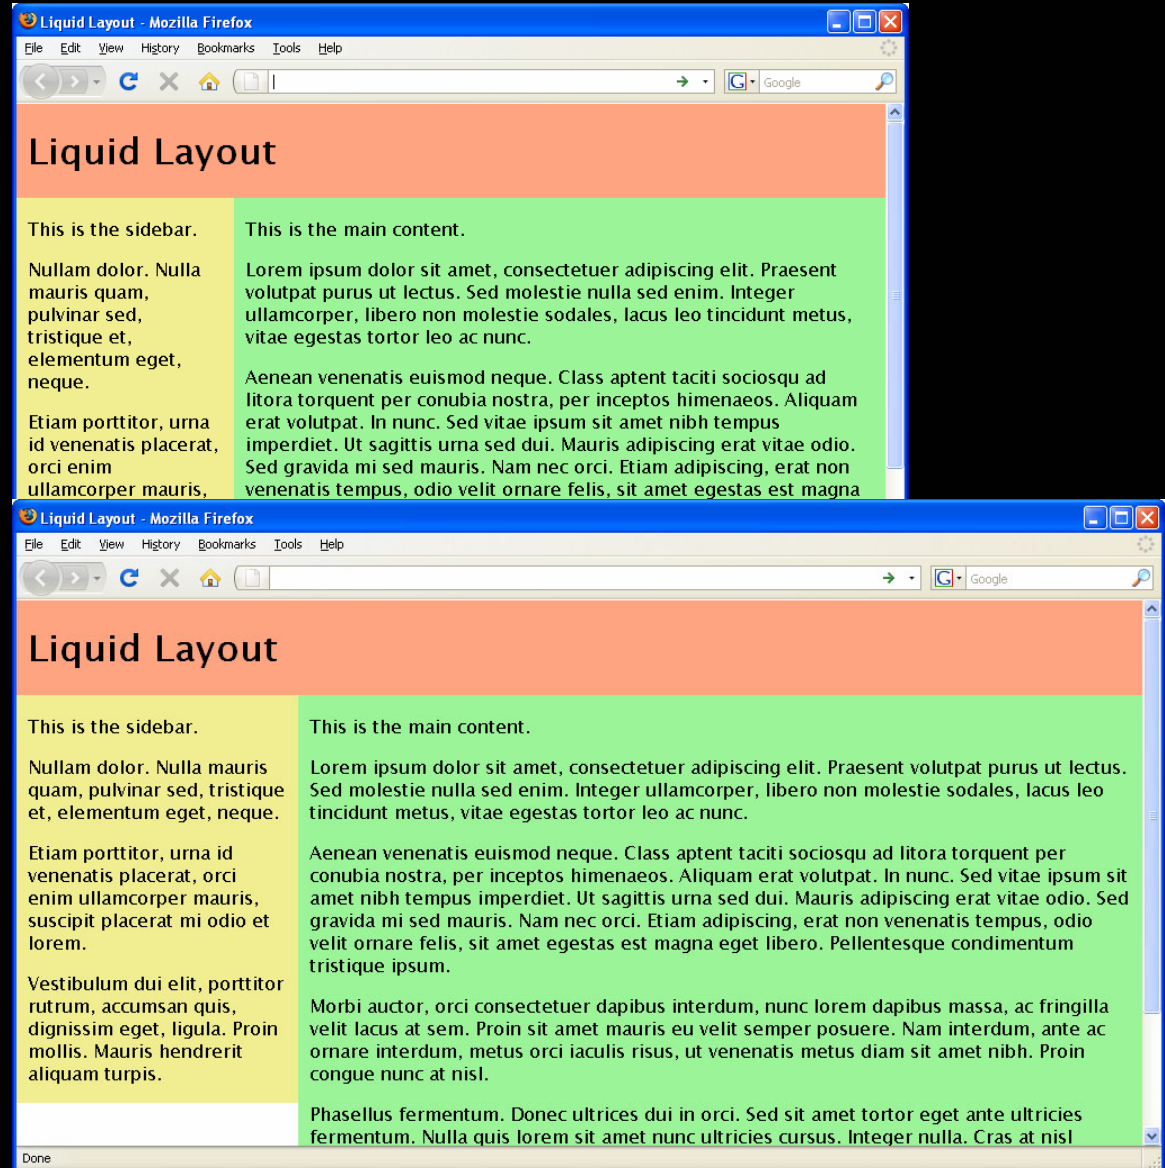 Liquid Layout - Mozilla Firefox
File Edit View History Bookmarks Tools Help
G Google
Liquid Layout
This is the sidebar.
Nullam dolor. Nulla
mauris quam,
pulvinar sed,
tristique et,
elementum eget,
neque.
Etiam porttitor, urna
id venenatis placerat,
orci enim
ullamcorper mauris,
This is the main content.
Lorem ipsum dolor sit amet, consectetuer adipiscing elit. Praesent
volutpat purus ut lectus. Sed molestie nulla sed enim. Integer
ullamcorper, libero non molestie sodales, lacus leo tincidunt metus,
vitae egestas tortor leo ac nunc.
Aenean venenatis euismod neque. Class aptent taciti sociosqu ad
litora torquent per conubia nostra, per inceptos himenaeos. Aliquam
erat volutpat. In nunc. Sed vitae ipsum sit amet nibh tempus
imperdiet. Ut sagittis urna sed dui. Mauris adipiscing erat vitae odio.
Sed gravida mi sed mauris. Nam nec orci. Etiam adipiscing, erat non
venenatis tempus, odio velit ornare felis, sit amet egestas est magna
Liquid Layout - Mozilla Firefox
File Edit View History Bookmarks Tools Help
G Google
Liquid Layout
This is the sidebar.
Nullam dolor. Nulla mauris
quam, pulvinar sed, tristique
et, elementum eget, neque.
Etiam porttitor, urna id
venenatis placerat, orci
enim ullamcorper mauris,
suscipit placerat mi odio et
lorem.
Vestibulum dui elit, porttitor
rutrum, accumsan quis,
dignissim eget, ligula. Proin
mollis. Mauris hendrerit
aliquam turpis.
This is the main content.
Lorem ipsum dolor sit amet, consectetuer adipiscing elit. Praesent volutpat purus ut lectus.
Sed molestie nulla sed enim. Integer ullamcorper, libero non molestie sodales, lacus leo
tincidunt metus, vitae egestas tortor leo ac nunc.
Aenean venenatis euismod neque. Class aptent taciti sociosqu ad litora torquent per
conubia nostra, per inceptos himenaeos. Aliquam erat volutpat. In nunc. Sed vitae ipsum sit
amet nibh tempus imperdiet. Ut sagittis urna sed dui. Mauris adipiscing erat vitae odio. Sed
gravida mi sed mauris. Nam nec orci. Etiam adipiscing, erat non venenatis tempus, odio
velit ornare felis, sit amet egestas est magna eget libero. Pellentesque condimentum
tristique ipsum.
Morbi auctor, orci consectetuer dapibus interdum, nunc lorem dapibus massa, ac fringilla
velit lacus at sem. Proin sit amet mauris eu velit semper posuere. Nam interdum, ante ac
ornare interdum, metus orci iaculis risus, ut venenatis metus diam sit amet nibh. Proin
congue nunc at nisl.
Phasellus fermentum. Donec ultrices dui in orci. Sed sit amet tortor eget ante ultricies
fermentum. Nulla quis lorem sit amet nunc ultricies cursus. Integer nulla. Cras at nisl
Done